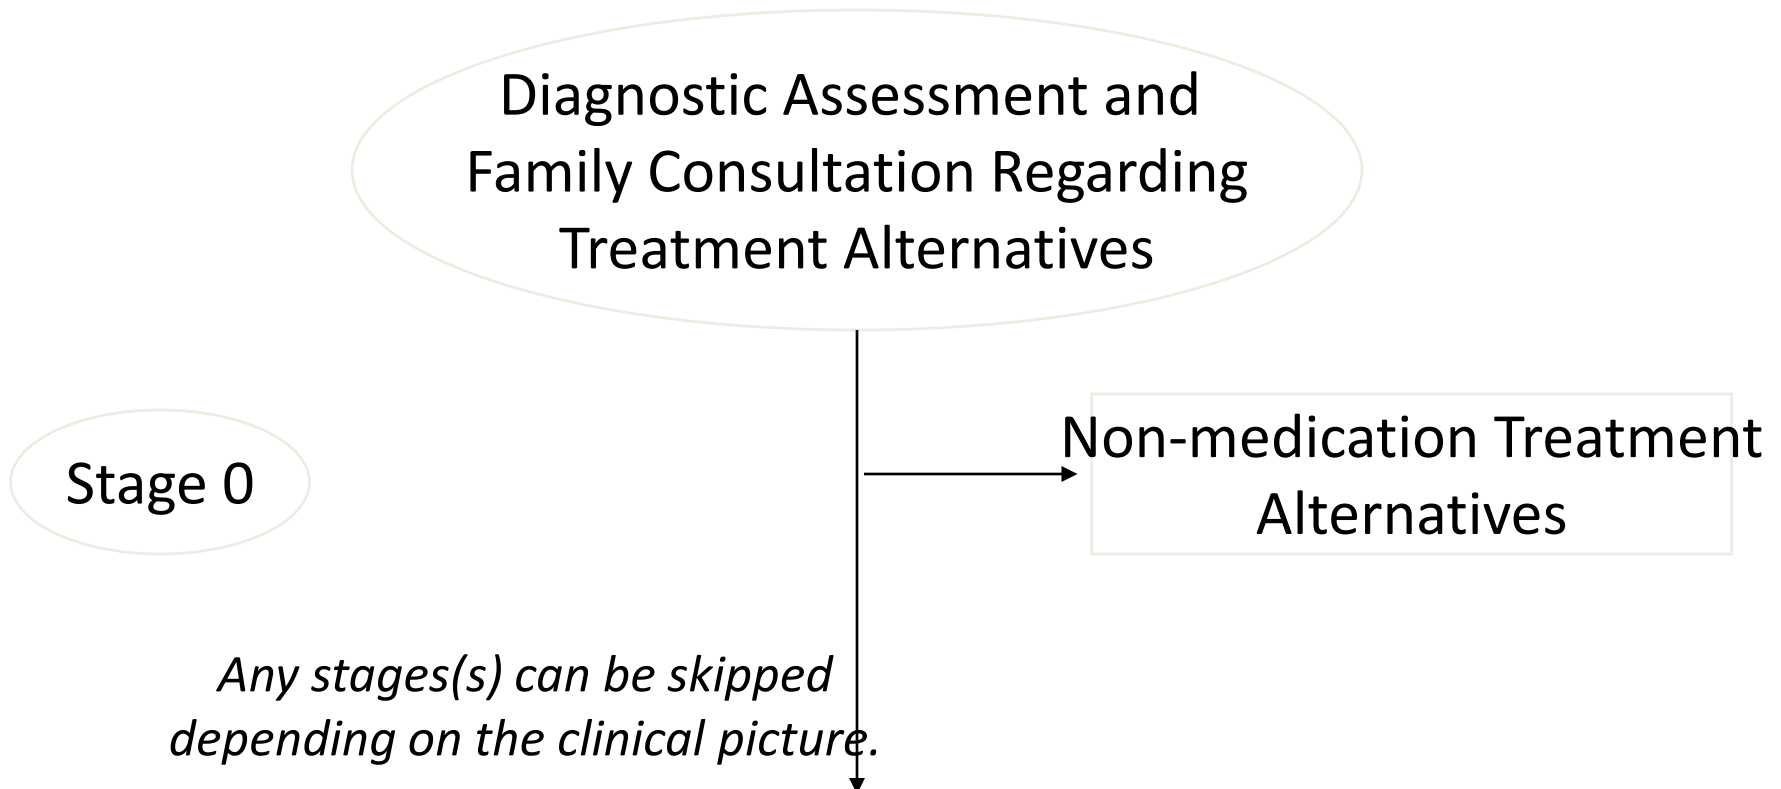 Diagnostic Assessment and
Family Consultation Regarding
Treatment Alternatives
Stage 0
Non-medication Treatment
Alternatives
Any stages(s) can be skipped
depending on the clinical picture.